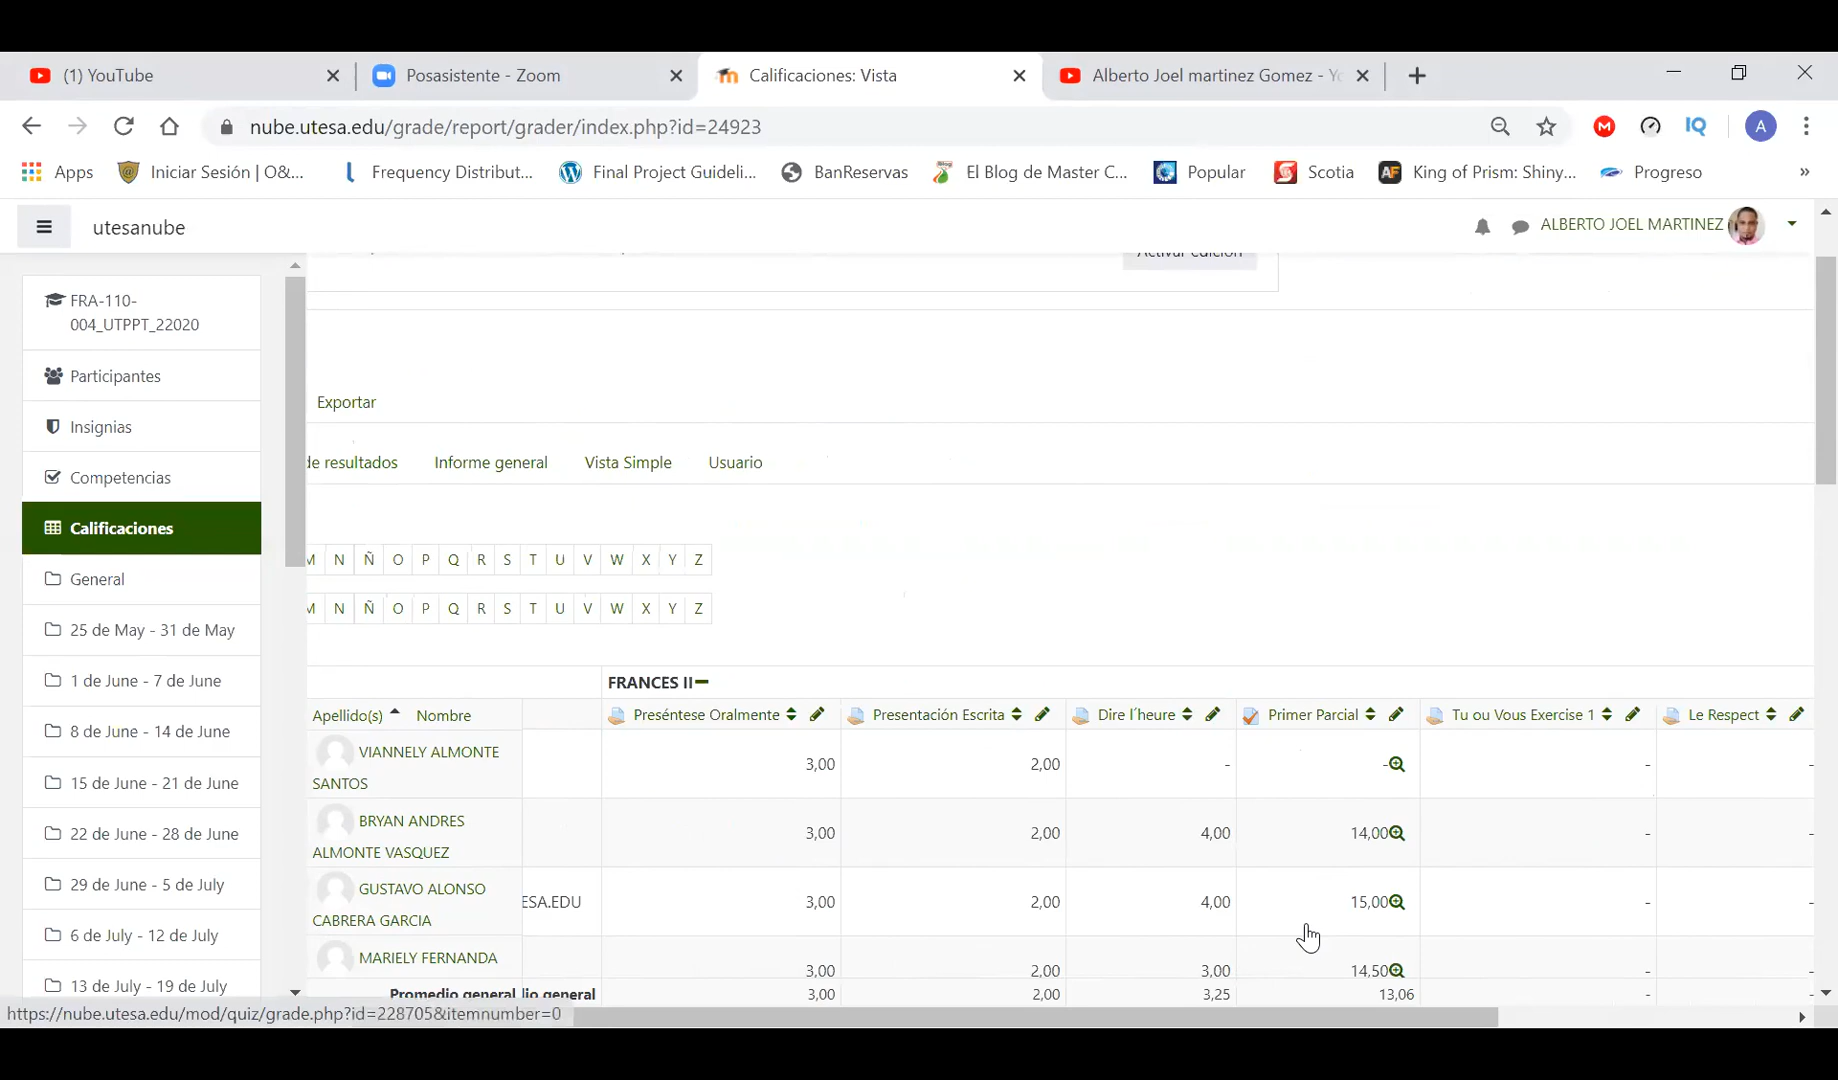 (1) YouTube
Posasistente - Zoom
Calificaciones: Vista
Alberto Joel martinez Gomez - Yo
nube.utesa.edu/grade/report/grader/index.php?id=24923
A
Apps
Iniciar Sesión | O&...
Frequency Distribut...
Final Project Guideli...
BanReservas
El Blog de Master C...
Popular
Scotia
King of Prism: Shiny...
Progreso
»
utesanube
ALBERTO JOEL MARTINEZ
Activar edición
FRA-110-
004_UTPPT_22020
Participantes
Insignias
Competencias
Calificaciones
General
25 de May - 31 de May
1 de June - 7 de June
8 de June - 14 de June
15 de June - 21 de June
22 de June - 28 de June
29 de June - 5 de July
6 de July - 12 de July
13 de July - 19 de July
Exportar
de resultados Informe general Vista Simple Usuario
M N Ñ O P Q R S T U V W X Y Z
M N Ñ O P Q R S T U V W X Y Z
FRANCES II
Apellido(s) Nombre Preséntese Oralmente Presentación Escrita Dire l´heure Primer Parcial Tu ou Vous Exercise 1 Le Respect
VIANNELY ALMONTE
SANTOS
3,00 2,00 - - - -
BRYAN ANDRES
ALMONTE VASQUEZ
3,00 2,00 4,00 14,00 - -
GUSTAVO ALONSO
CABRERA GARCIA
ESA.EDU 3,00 2,00 4,00 15,00 - -
MARIELY FERNANDA
3,00 2,00 3,00 14,50 - -
Promedio general io general 3,00 2,00 3,25 13,06 - -
https://nube.utesa.edu/mod/quiz/grade.php?id=228705&itemnumber=0